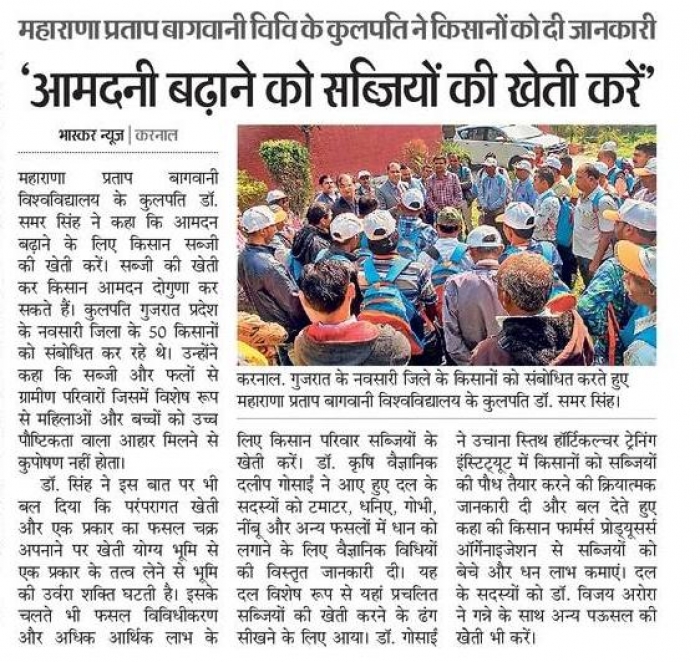 महाराणा प्रताप बागवानी विवि के कुलपति ने किसानों को दी जानकारी
‘आमदनी बढ़ाने को सब्जियों की खेती करें’
भास्कर न्यूज | करनाल
महाराणा प्रताप बागवानी
विश्वविद्यालय के कुलपति डॉ.
समर सिंह ने कहा कि आमदन
बढ़ाने के लिए किसान सब्जी
की खेती करें। सब्जी की खेती
कर किसान आमदन दोगुणा कर
सकते हैं। कुलपति गुजरात प्रदेश
के नवसारी जिला के 50 किसानों
को संबोधित कर रहे थे। उन्होंने
कहा कि सब्जी और फलों से
ग्रामीण परिवारों जिसमें विशेष रूप
से महिलाओं और बच्चों को उच्च
पौष्टिकता वाला आहार मिलने से
कुपोषण नहीं होता।
डॉ. सिंह ने इस बात पर भी
बल दिया कि परंपरागत खेती
और एक प्रकार का फसल चक्र
अपनाने पर खेती योग्य भूमि से
एक प्रकार के तत्व लेने से भूमि
की उर्वरा शक्ति घटती है। इसके
चलते भी फसल विविधीकरण
और अधिक आर्थिक लाभ के
करनाल. गुजरात के नवसारी जिले के किसानों को संबोधित करते हुए
महाराणा प्रताप बागवानी विश्वविद्यालय के कुलपति डॉ. समर सिंह।
लिए किसान परिवार सब्जियों के
खेती करें। डॉ. कृषि वैज्ञानिक
दलीप गोसाईं ने आए हुए दल के
सदस्यों को टमाटर, धनिए, गोभी,
नींबू और अन्य फसलों में धान को
लगाने के लिए वैज्ञानिक विधियों
की विस्तृत जानकारी दी। यह
दल विशेष रूप से यहां प्रचलित
सब्जियों की खेती करने के ढंग
सीखने के लिए आया। डॉ. गोसाईं
ने उचाना स्तिथ हॉर्टिकल्चर ट्रेनिंग
इंस्टिट्यूट में किसानों को सब्जियों
की पौध तैयार करने की क्रियात्मक
जानकारी दी और बल देते हुए
कहा की किसान फार्मर्स प्रोड्यूसर्स
ऑर्गेनाइजेशन से सब्जियों को
बेचे और धन लाभ कमाएं। दल
के सदस्यों को डॉ. विजय अरोरा
ने गन्ने के साथ अन्य पऊसल की
खेती भी करें।